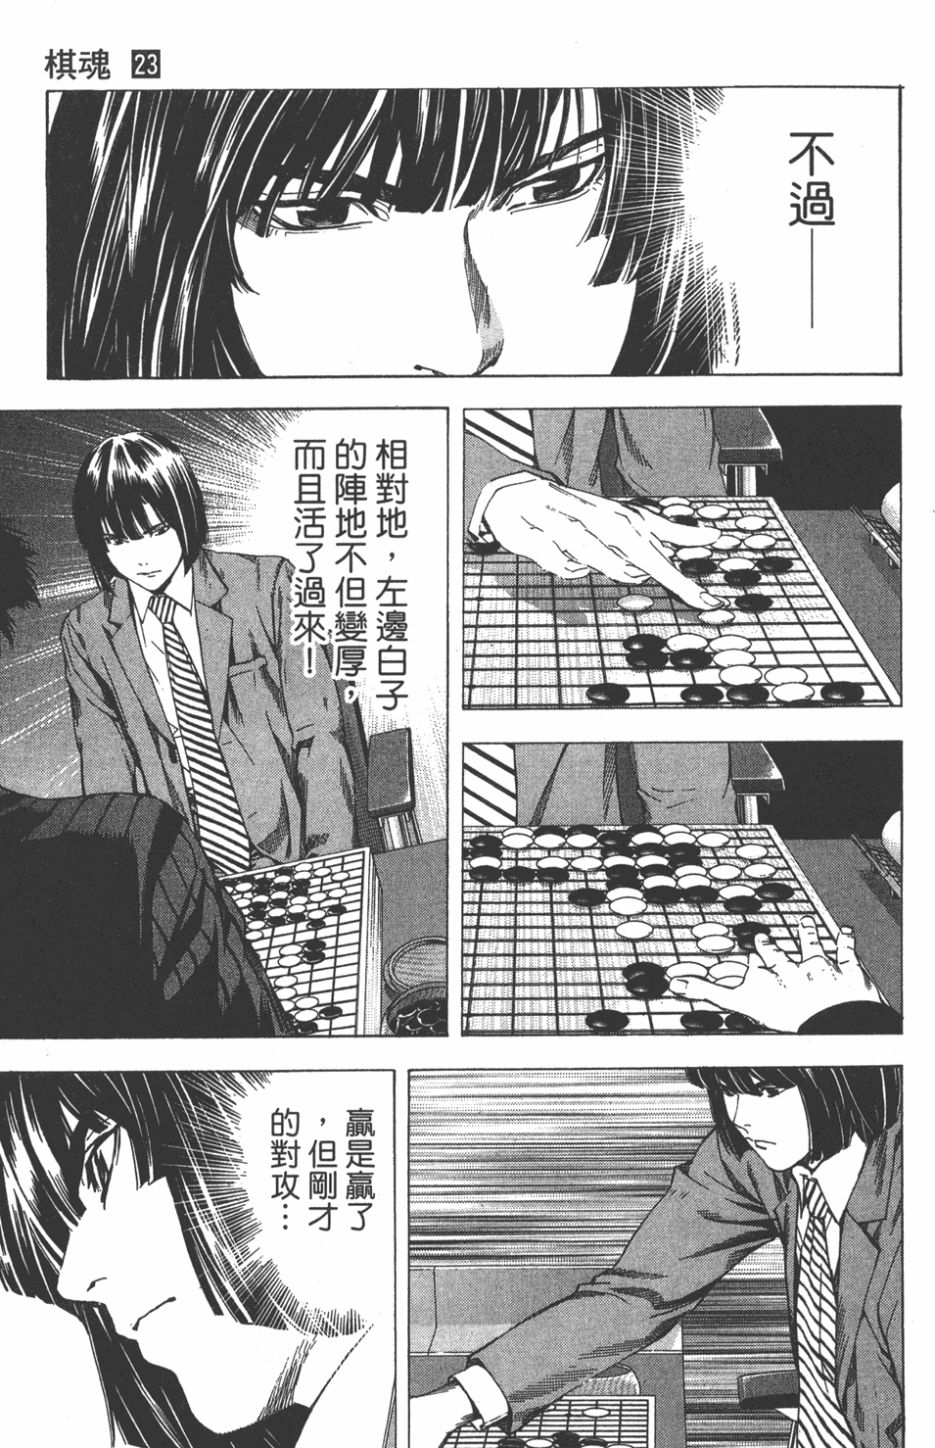 棋魂 23
不過——
相對地，左邊白子
的陣地不但變厚，
而且活了過來！
贏是贏了
，但剛才
的對攻…